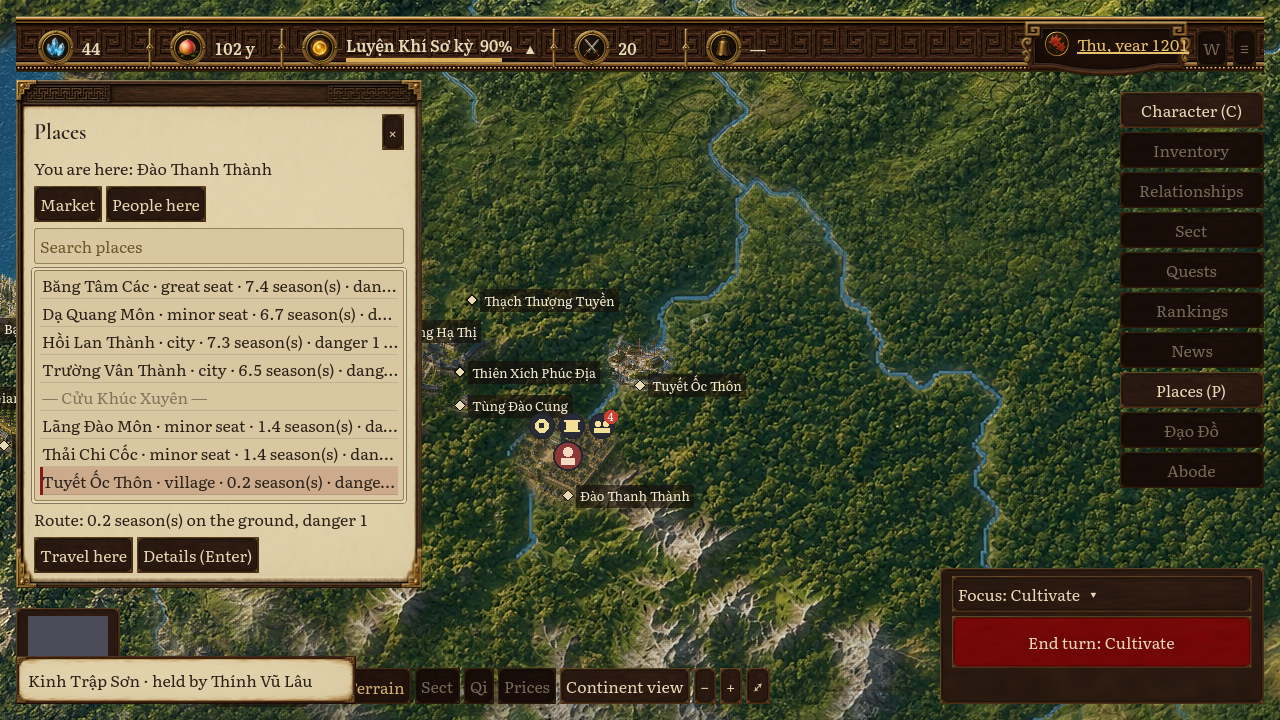 44
102 y
Luyện Khí Sơ kỳ 90% ▲
20
—
Thu, year 1201
W
≡
Places
×
You are here: Đào Thanh Thành
Market
People here
Search places
Băng Tâm Các · great seat · 7.4 season(s) · dan...
Dạ Quang Môn · minor seat · 6.7 season(s) · d...
Hồi Lan Thành · city · 7.3 season(s) · danger 1 ...
Trường Vân Thành · city · 6.5 season(s) · dang...
— Cửu Khúc Xuyên —
Lãng Đào Môn · minor seat · 1.4 season(s) · da...
Thải Chi Cốc · minor seat · 1.4 season(s) · dan...
Tuyết Ốc Thôn · village · 0.2 season(s) · dange...
Route: 0.2 season(s) on the ground, danger 1
Travel here
Details (Enter)
Thạch Thượng Tuyền
ng Hạ Thị
Thiên Xích Phúc Địa
Tuyết Ốc Thôn
Tùng Đào Cung
4
Đào Thanh Thành
Character (C)
Inventory
Relationships
Sect
Quests
Rankings
News
Places (P)
Đạo Đồ
Abode
Focus: Cultivate ▾
End turn: Cultivate
Kinh Trập Sơn · held by Thính Vũ Lâu
errain
Sect
Qi
Prices
Continent view
−
+
⤢